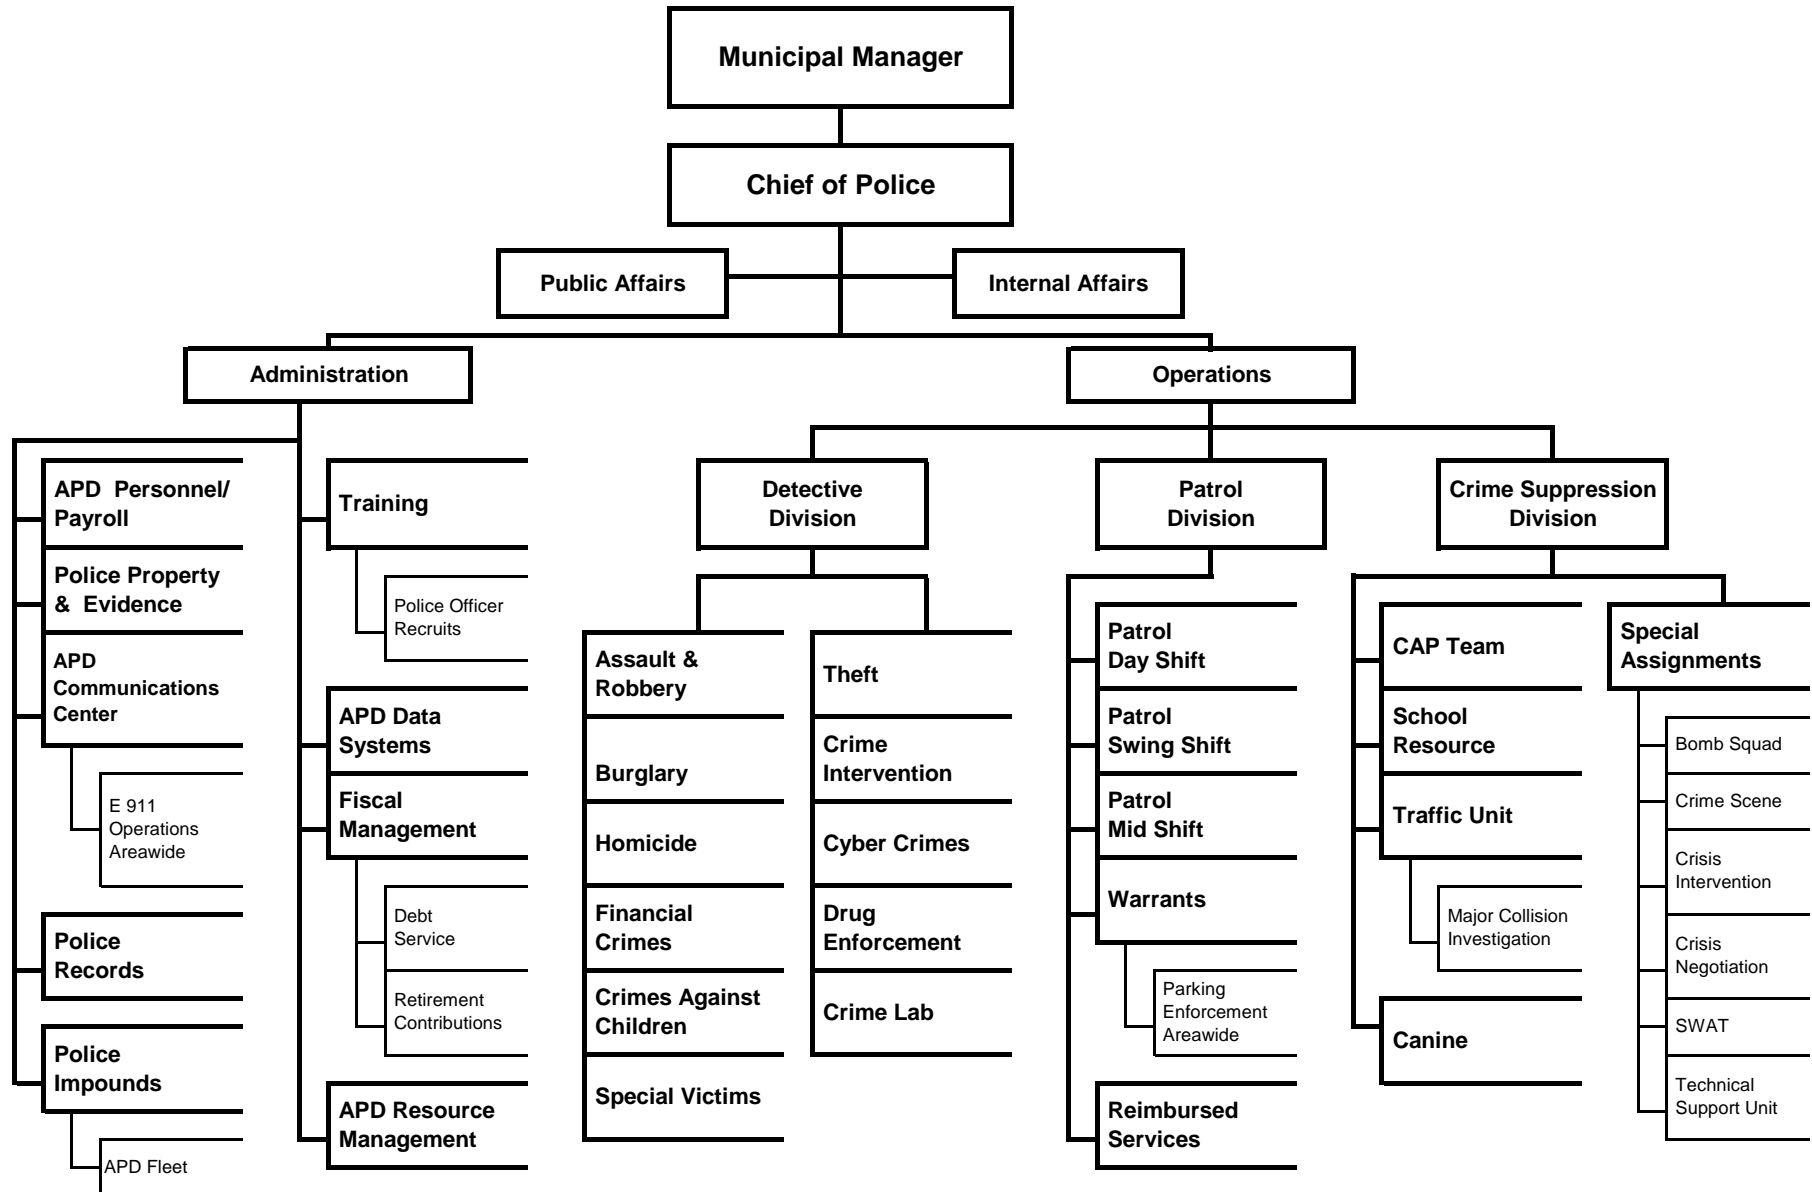 Municipal Manager
Chief of Police
Public Affairs
Internal Affairs
Administration
Operations
APD  Personnel/
Payroll
Police Property
&  Evidence
APD
Communications
Center
E 911
Operations
Areawide
Police
Records
Police
Impounds
APD Fleet
Training
Police Officer
Recruits
APD Data
Systems
Fiscal
Management
Debt
Service
Retirement
Contributions
APD Resource
Management
Detective
Division
Assault &
Robbery
Burglary
Homicide
Financial
Crimes
Crimes Against
Children
Special Victims
Theft
Crime
Intervention
Cyber Crimes
Drug
Enforcement
Crime Lab
Patrol
Division
Patrol
Day Shift
Patrol
Swing Shift
Patrol
Mid Shift
Warrants
Parking
Enforcement
Areawide
Reimbursed
Services
Crime Suppression
Division
CAP Team
School
Resource
Traffic Unit
Major Collision
Investigation
Canine
Special
Assignments
Bomb Squad
Crime Scene
Crisis
Intervention
Crisis
Negotiation
SWAT
Technical
Support Unit